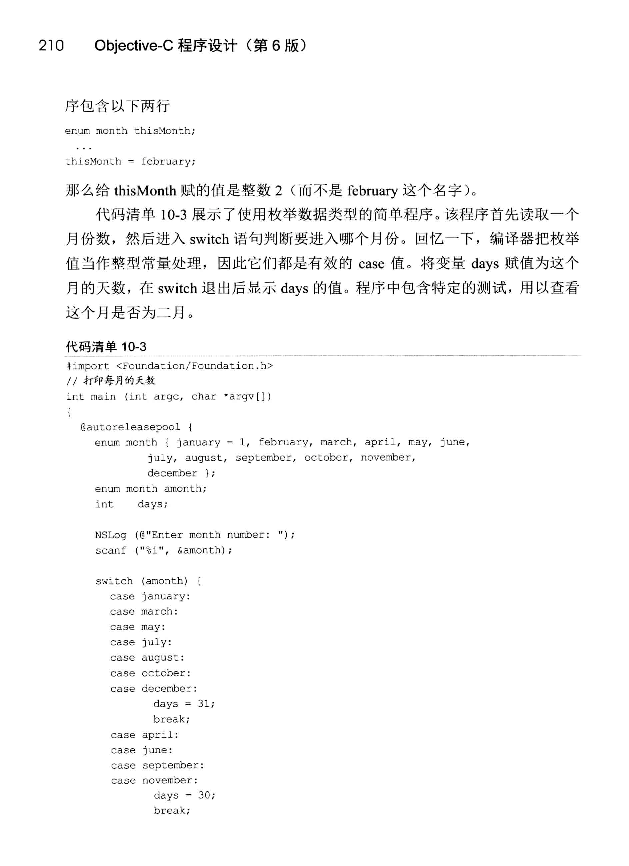 210 Objective-C 程序设计（第 6 版）
序包含以下两行
enum month thisMonth;
...
thisMonth = february;
那么给 thisMonth 赋的值是整数 2（而不是 february 这个名字）。
代码清单 10-3 展示了使用枚举数据类型的简单程序。该程序首先读取一个
月份数，然后进入 switch 语句判断要进入哪个月份。回忆一下，编译器把枚举
值当作整型常量处理，因此它们都是有效的 case 值。将变量 days 赋值为这个
月的天数，在 switch 退出后显示 days 的值。程序中包含特定的测试，用以查看
这个月是否为二月。
代码清单 10-3
#import <Foundation/Foundation.h>
// 打印每月的天数
int main (int argc, char *argv[])
{
@autoreleasepool {
enum month { january = 1, february, march, april, may, june,
july, august, september, october, november,
december };
enum month amonth;
int days;
NSLog (@"Enter month number: ");
scanf ("%i", &amonth);
switch (amonth) {
case january:
case march:
case may:
case july:
case august:
case october:
case december:
days = 31;
break;
case april:
case june:
case september:
case november:
days = 30;
break;